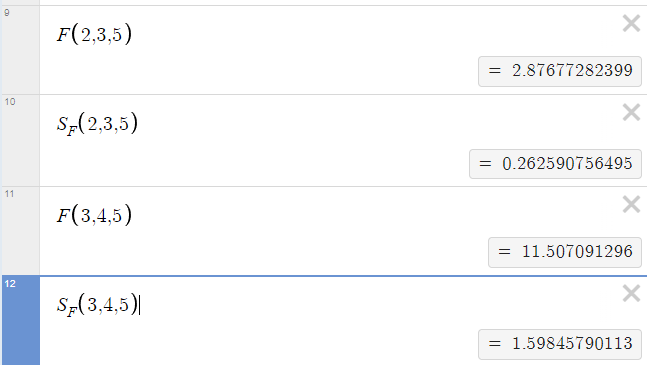 9
F(2,3,5)
= 2.87677282399
10
S_F(2,3,5)
= 0.262590756495
11
F(3,4,5)
= 11.507091296
12
S_F(3,4,5)
= 1.59845790113